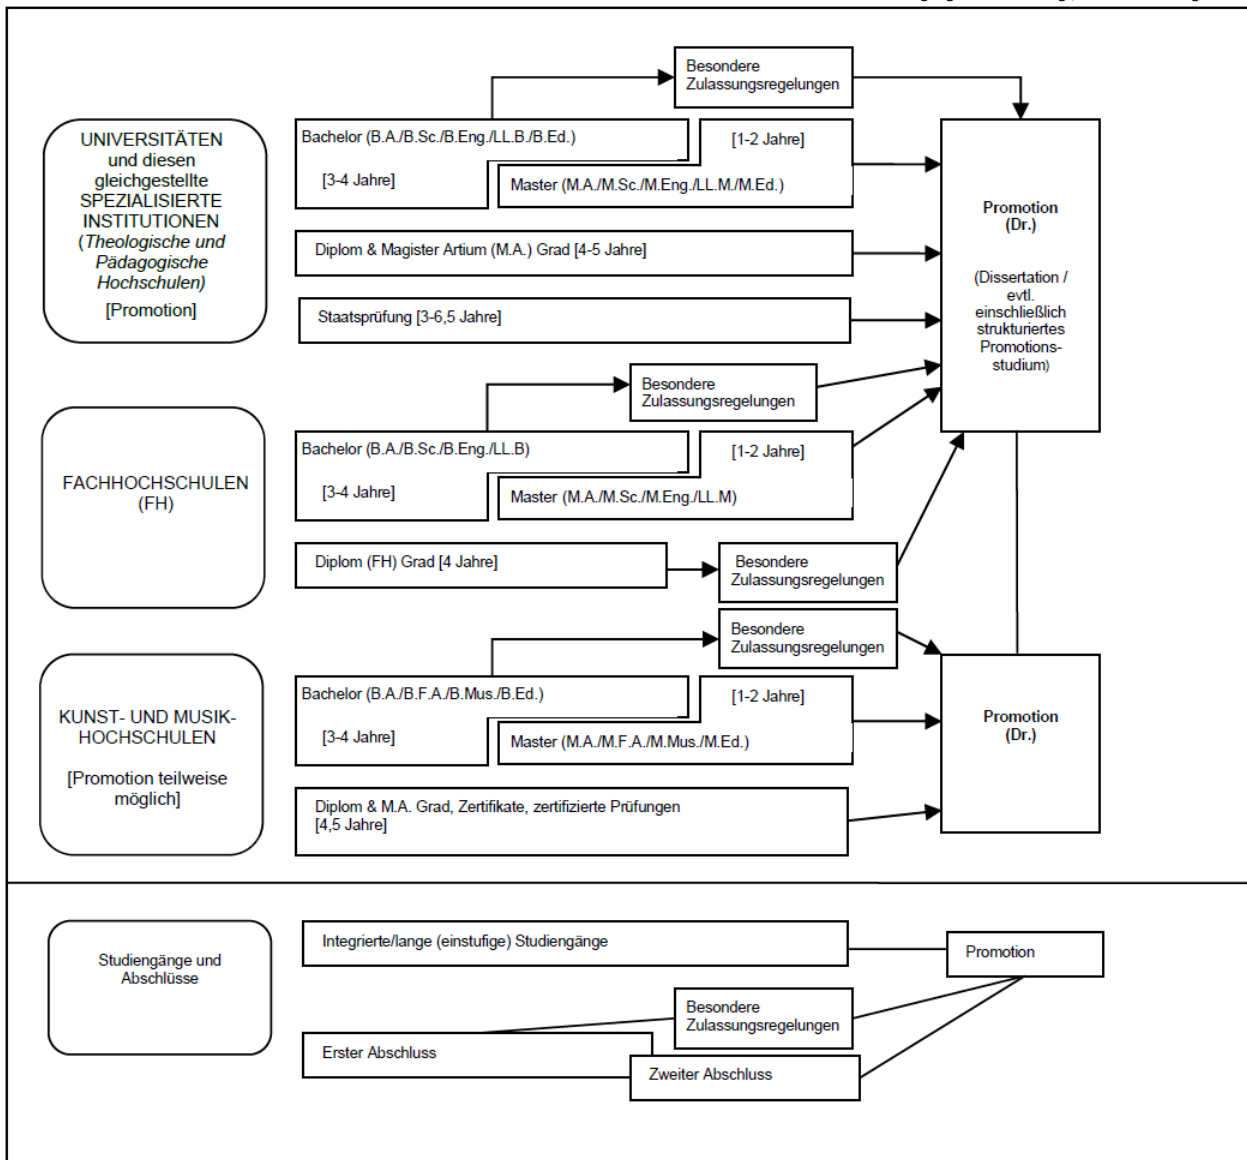 Besondere
Zulassungsregelungen
UNIVERSITÄTEN
und diesen
gleichgestellte
SPEZIALISIERTE
INSTITUTIONEN
(Theologische und
Pädagogische
Hochschulen)
[Promotion]
Bachelor (B.A./B.Sc./B.Eng./LL.B./B.Ed.)
[3-4 Jahre]
[1-2 Jahre]
Master (M.A./M.Sc./M.Eng./LL.M./M.Ed.)
Diplom & Magister Artium (M.A.) Grad [4-5 Jahre]
Staatsprüfung [3-6,5 Jahre]
Promotion
(Dr.)
(Dissertation /
evtl.
einschließlich
strukturiertes
Promotions-
studium)
Besondere
Zulassungsregelungen
FACHHOCHSCHULEN
(FH)
Bachelor (B.A./B.Sc./B.Eng./LL.B)
[3-4 Jahre]
[1-2 Jahre]
Master (M.A./M.Sc./M.Eng./LL.M)
Diplom (FH) Grad [4 Jahre]
Besondere
Zulassungsregelungen
Besondere
Zulassungsregelungen
KUNST- UND MUSIK-
HOCHSCHULEN
[Promotion teilweise
möglich]
Bachelor (B.A./B.F.A./B.Mus./B.Ed.)
[3-4 Jahre]
[1-2 Jahre]
Master (M.A./M.F.A./M.Mus./M.Ed.)
Diplom & M.A. Grad, Zertifikate, zertifizierte Prüfungen
[4,5 Jahre]
Promotion
(Dr.)
Studiengänge und
Abschlüsse
Integrierte/lange (einstufige) Studiengänge
Promotion
Besondere
Zulassungsregelungen
Erster Abschluss
Zweiter Abschluss